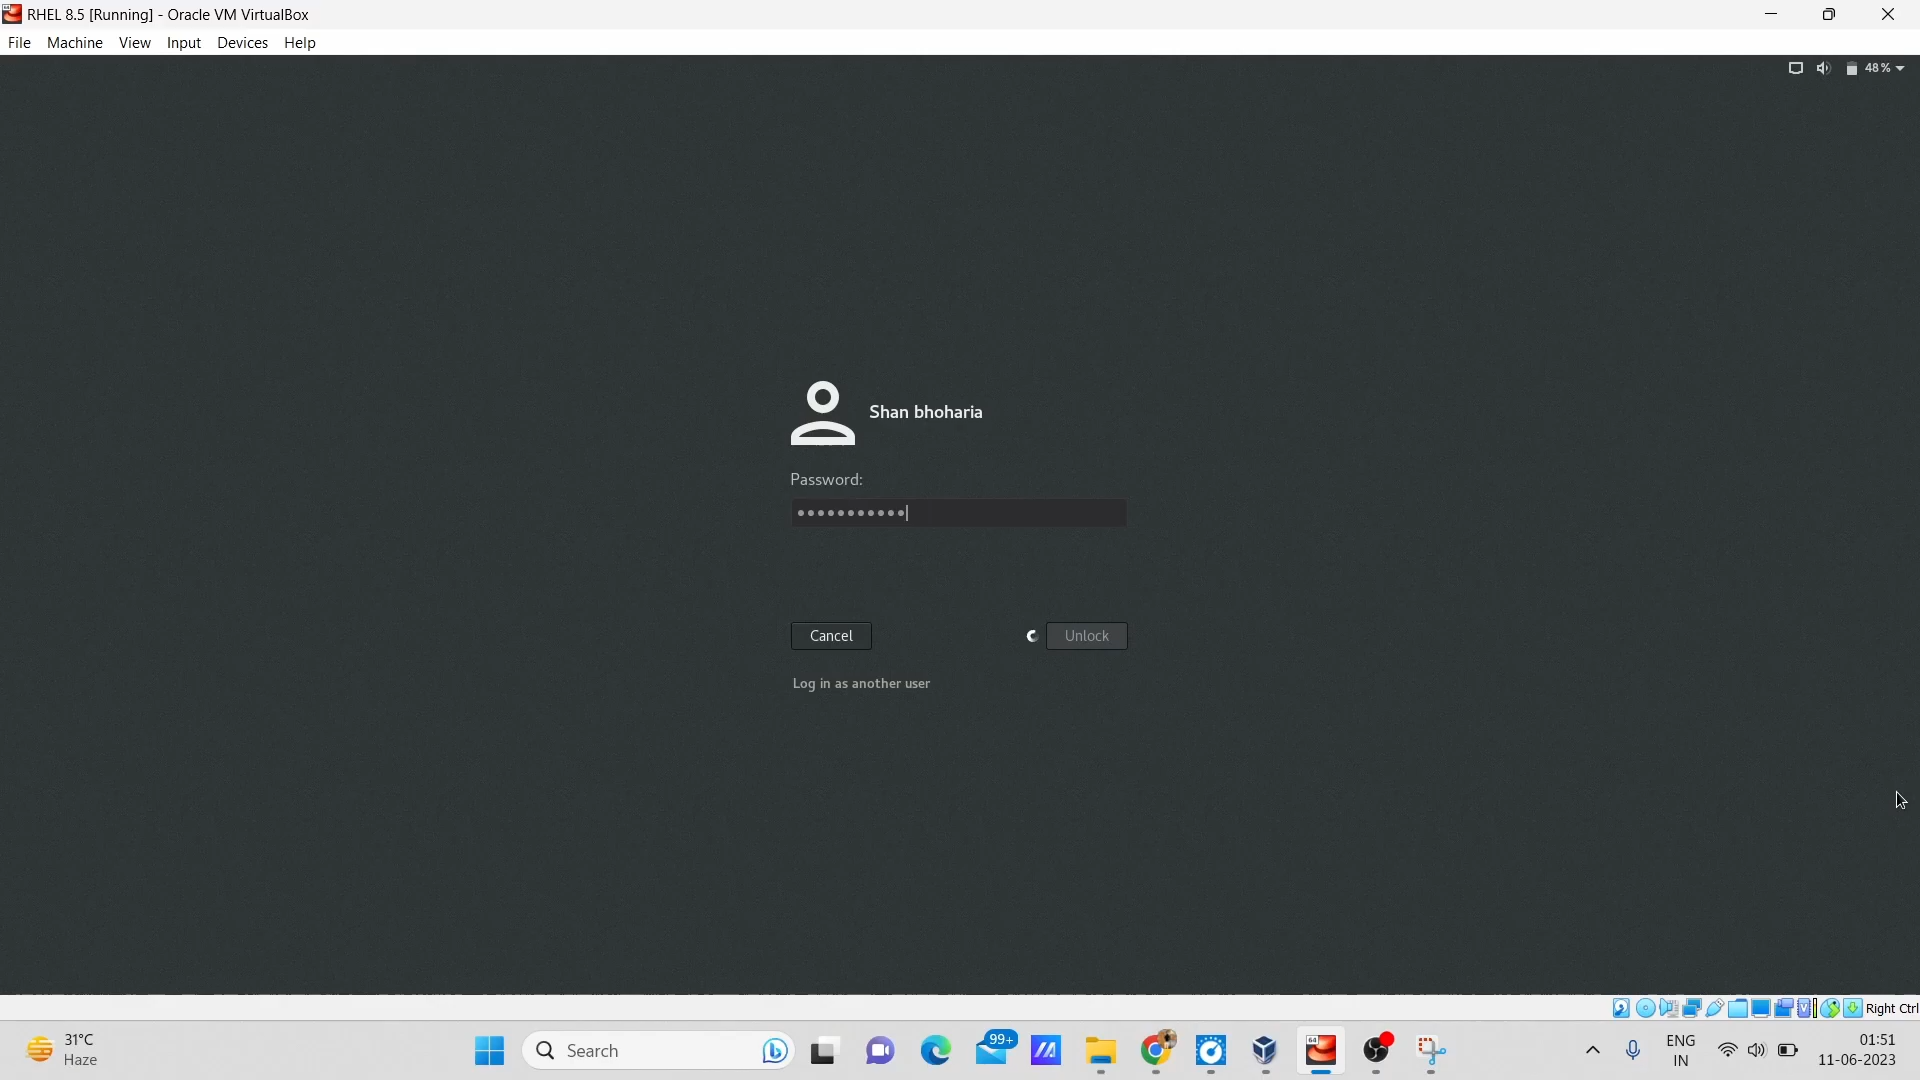 RHEL 8.5 [Running] - Oracle VM VirtualBox
File Machine View Input Devices Help
48%
Shan bhoharia
Password:
Cancel
Unlock
Log in as another user
Right Ctrl
31°C
Haze
Search
99+
64
ENG
IN
01:51
11-06-2023